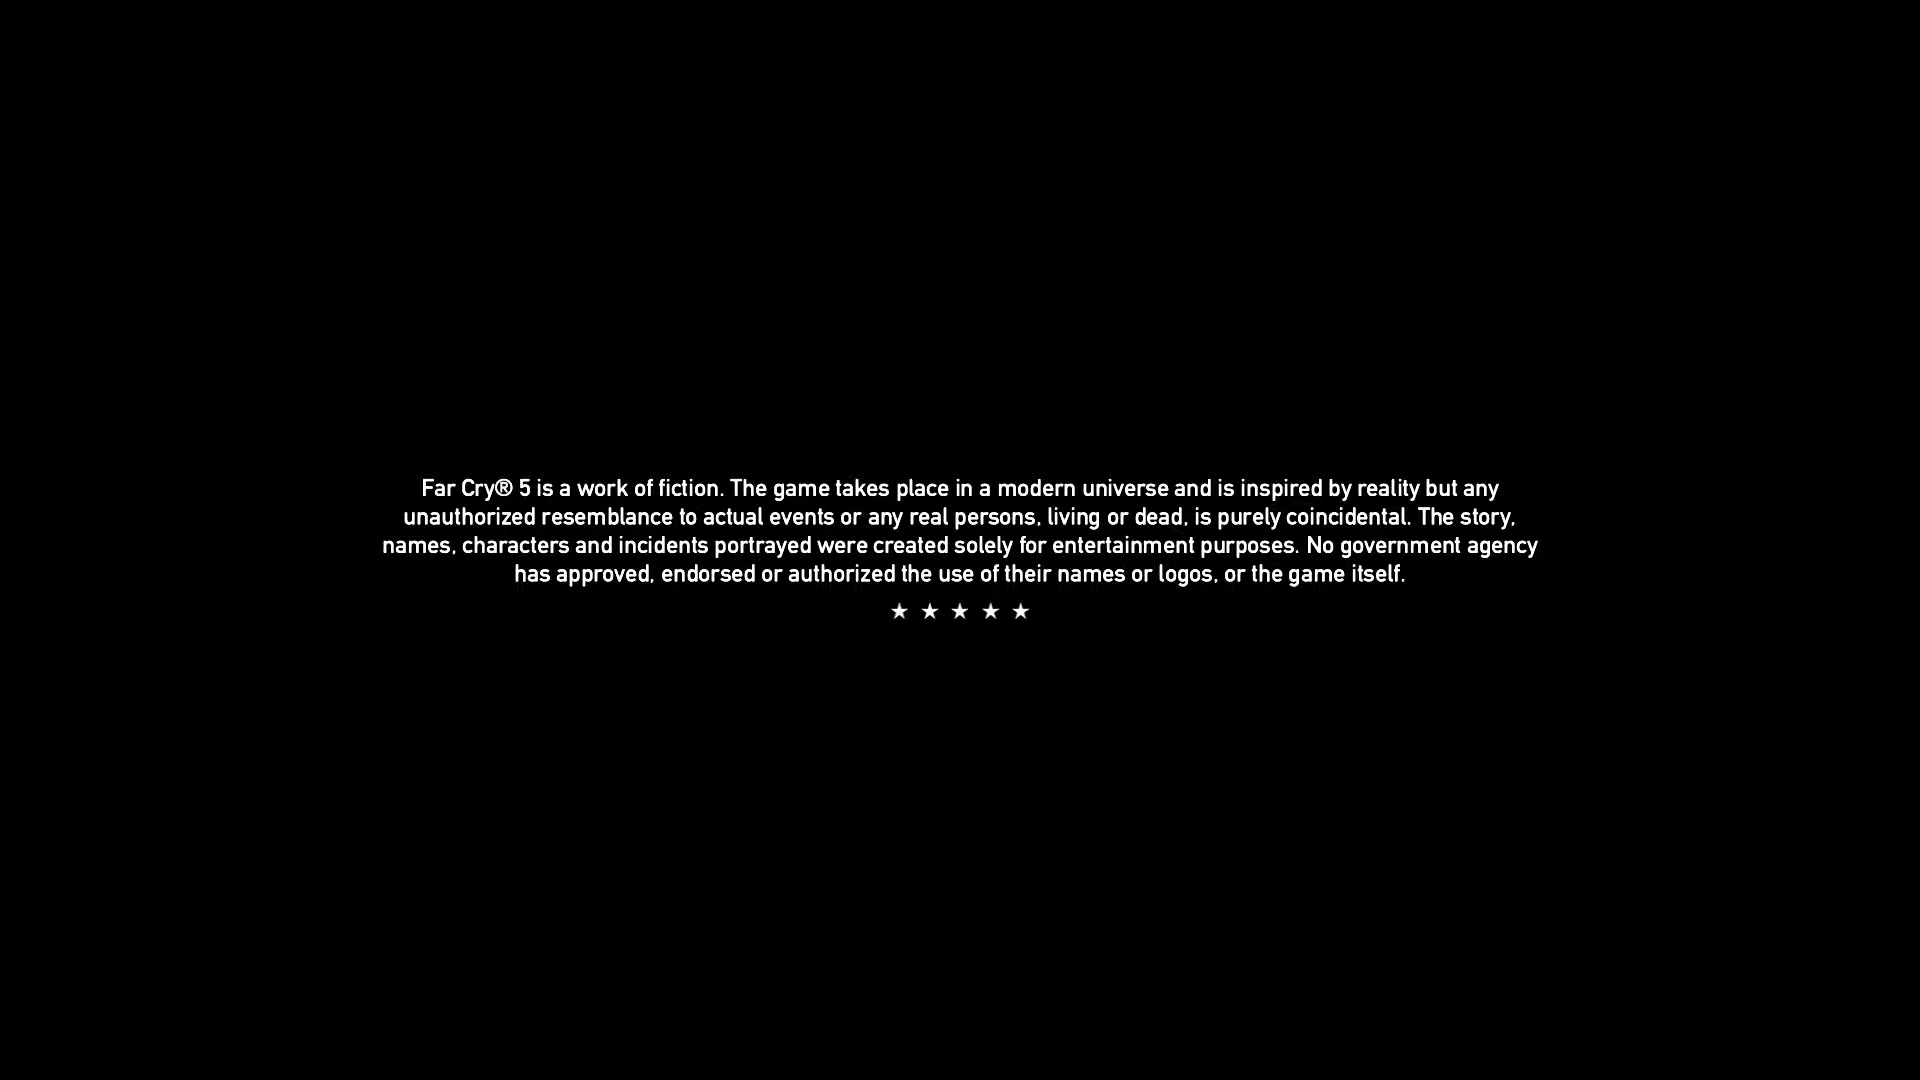 Far Cry® 5 is a work of fiction. The game takes place in a modern universe and is inspired by reality but any
unauthorized resemblance to actual events or any real persons, living or dead, is purely coincidental. The story,
names, characters and incidents portrayed were created solely for entertainment purposes. No government agency
has approved, endorsed or authorized the use of their names or logos, or the game itself.
★ ★ ★ ★ ★